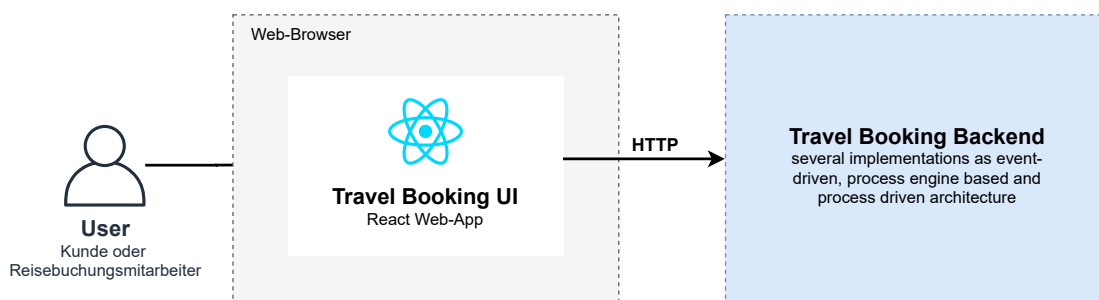 Web-Browser
User
Kunde oder
Reisebuchungsmitarbeiter
Travel Booking UI
React Web-App
HTTP
Travel Booking Backend
several implementations as event-
driven, process engine based and
process driven architecture